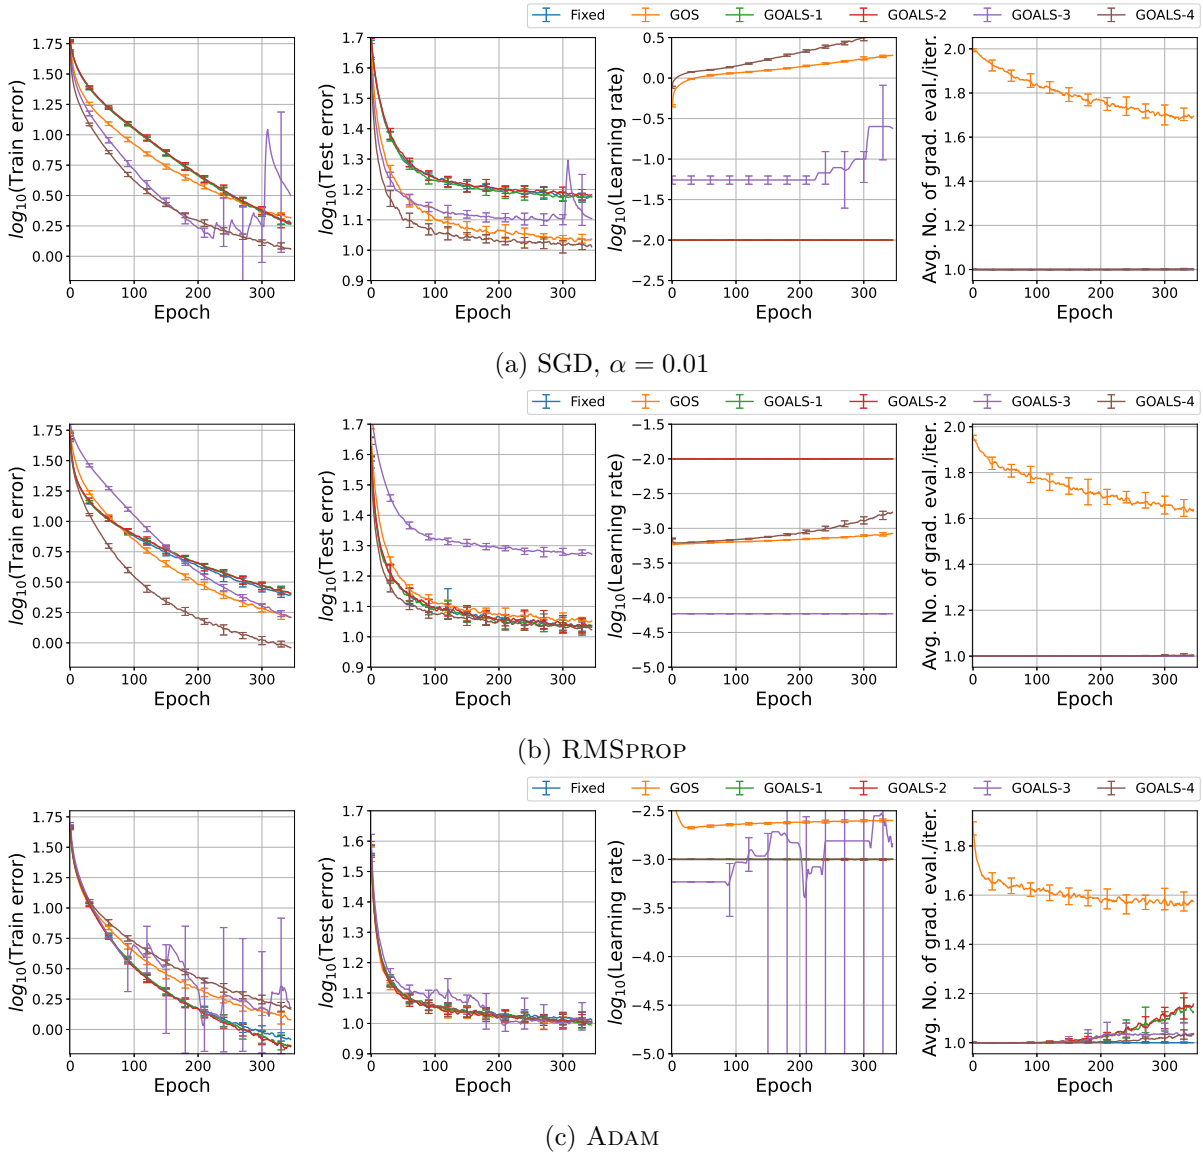 Fixed GOS GOALS-1 GOALS-2 GOALS-3 GOALS-4
1.75 1.50 1.25 1.00 0.75 0.50 0.25 0.00
log10(Train error)
0 100 200 300
Epoch
1.7 1.6 1.5 1.4 1.3 1.2 1.1 1.0 0.9
log10(Test error)
0 100 200 300
Epoch
0.5 0.0 −0.5 −1.0 −1.5 −2.0 −2.5
log10(Learning rate)
0 100 200 300
Epoch
2.0 1.8 1.6 1.4 1.2 1.0
Avg. No. of grad. eval./iter.
0 100 200 300
Epoch
(a) SGD, α = 0.01
Fixed GOS GOALS-1 GOALS-2 GOALS-3 GOALS-4
1.75 1.50 1.25 1.00 0.75 0.50 0.25 0.00
log10(Train error)
0 100 200 300
Epoch
1.7 1.6 1.5 1.4 1.3 1.2 1.1 1.0 0.9
log10(Test error)
0 100 200 300
Epoch
−1.5 −2.0 −2.5 −3.0 −3.5 −4.0 −4.5 −5.0
log10(Learning rate)
0 100 200 300
Epoch
2.0 1.8 1.6 1.4 1.2 1.0
Avg. No. of grad. eval./iter.
0 100 200 300
Epoch
(b) RMSPROP
Fixed GOS GOALS-1 GOALS-2 GOALS-3 GOALS-4
1.75 1.50 1.25 1.00 0.75 0.50 0.25 0.00
log10(Train error)
0 100 200 300
Epoch
1.7 1.6 1.5 1.4 1.3 1.2 1.1 1.0 0.9
log10(Test error)
0 100 200 300
Epoch
−2.5 −3.0 −3.5 −4.0 −4.5 −5.0
log10(Learning rate)
0 100 200 300
Epoch
1.8 1.6 1.4 1.2 1.0
Avg. No. of grad. eval./iter.
0 100 200 300
Epoch
(c) ADAM